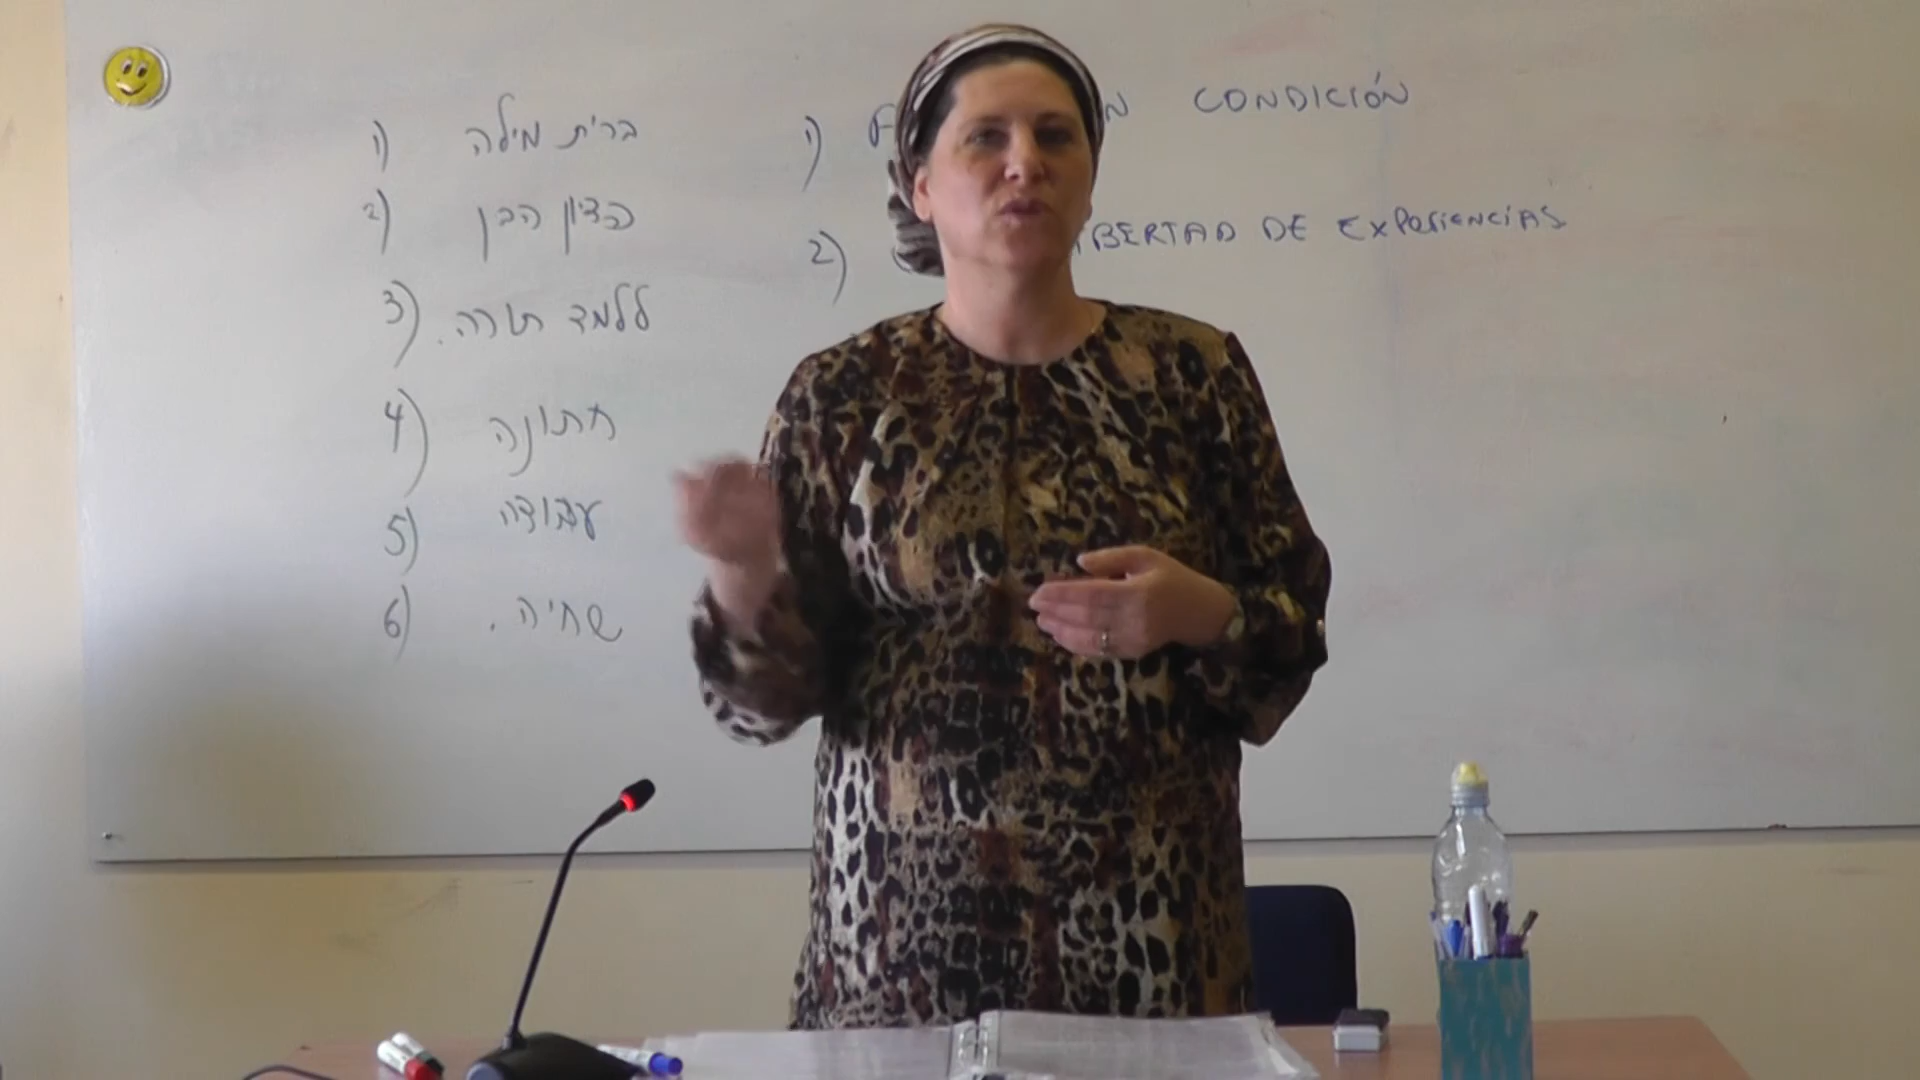 1) ברית מילה
2) פדיון הבן
3) ללמד תורה.
4) חתונה
5) עבודה
6) שחיה.
1) CONDICIÓN
2) LIBERTAD DE EXPERIENCIAS